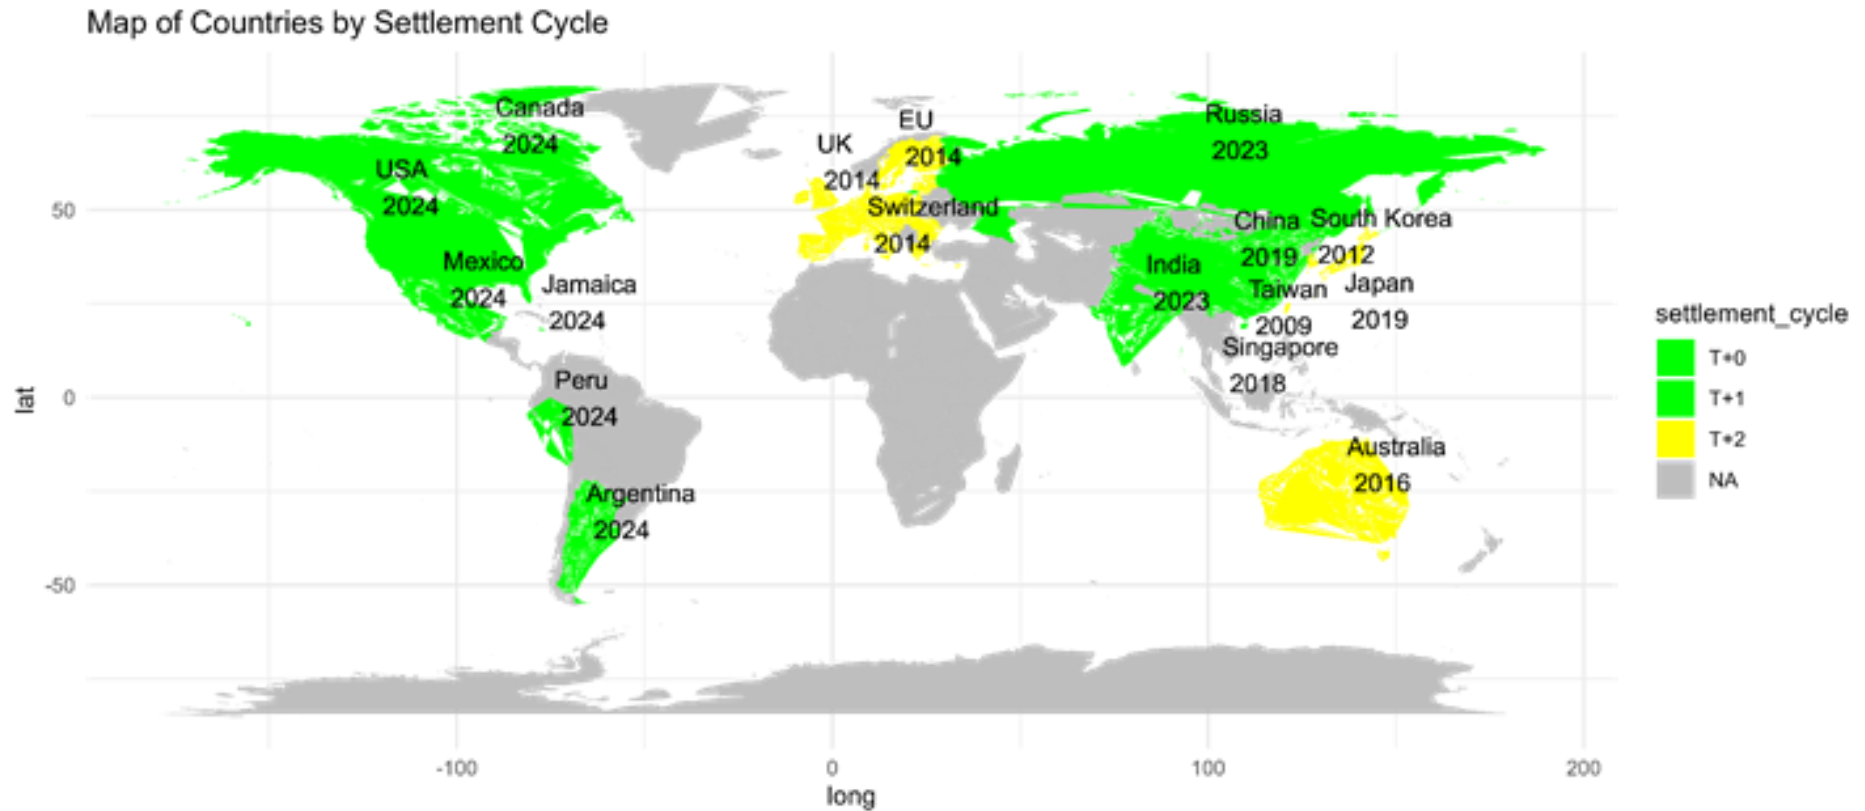 Map of Countries by Settlement Cycle
Canada
2024
USA
2024
Mexico
2024
Jamaica
2024
Peru
2024
Argentina
2024
UK
2014
EU
2014
Switzerland
2014
Russia
2023
China
2019
South Korea
2012
India
2023
Taiwan
2009
Japan
2019
Singapore
2018
Australia
2016
lat
50
0
-50
-100
0
100
200
long
settlement_cycle
T+0
T+1
T+2
NA